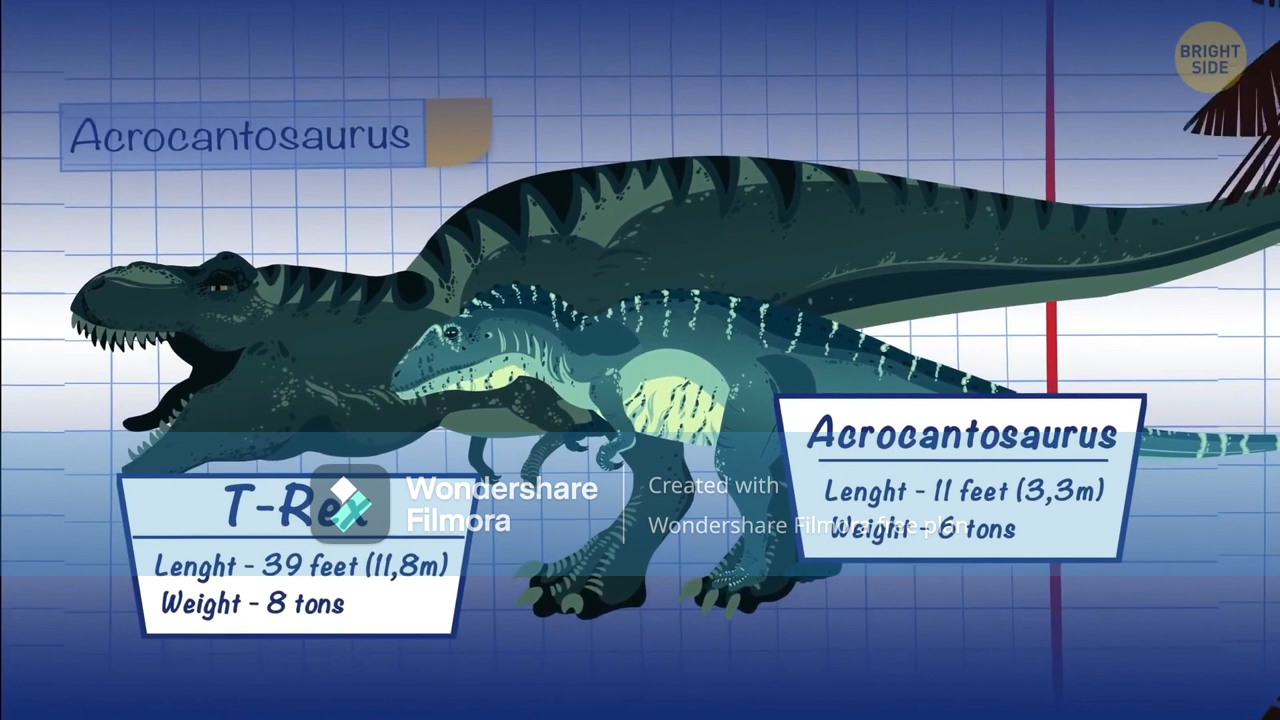 BRIGHT
SIDE
Acrocantosaurus
Acrocantosaurus
Lenght - 11 feet (3,3m)
Weight - 6 tons
T-Rex
Lenght - 39 feet (11,8m)
Weight - 8 tons
Wondershare
Filmora
Created with
Wondershare Filmora free plan